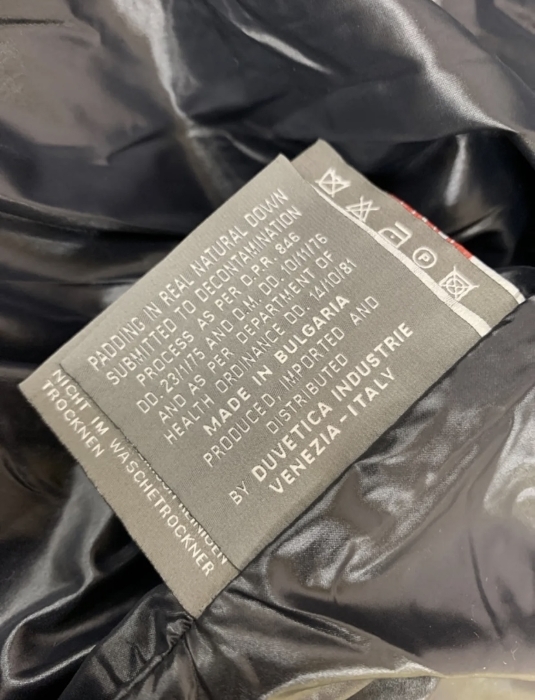 PADDING IN REAL NATURAL DOWN
SUBMITTED TO DECONTAMINATION
PROCESS AS PER D.P.R. 846
DD. 23/1/75 AND D.M. DD. 10/11/76
AND AS PER DEPARTMENT OF
HEALTH ORDINANCE DD. 14/10/81
MADE IN BULGARIA
PRODUCED, IMPORTED AND
DISTRIBUTED
BY DUVETICA INDUSTRIE
VENEZIA-ITALY
P
REINIGEN
NICHT IM WASCHETROCKNER
TROCKNEN